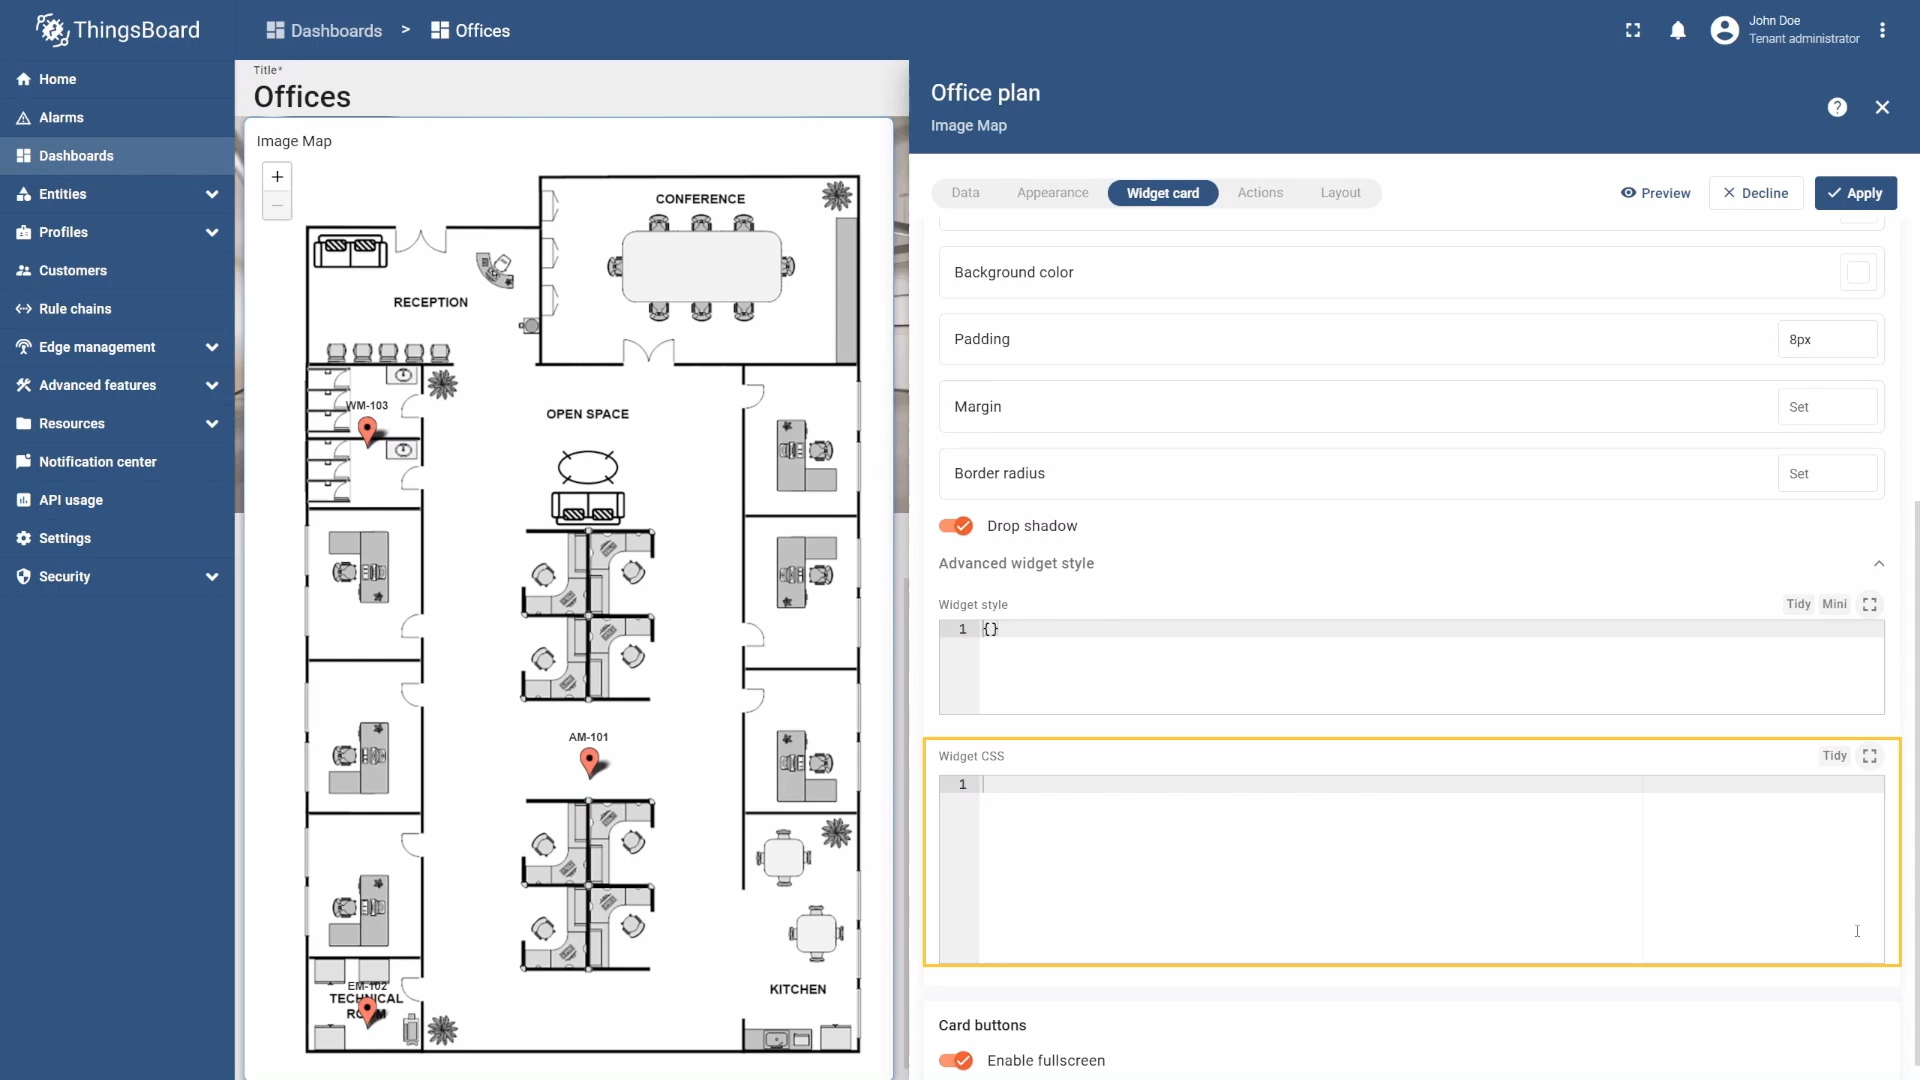 ThingsBoard
Dashboards > Offices
John Doe
Tenant administrator
Home
Alarms
Dashboards
Entities
Profiles
Customers
Rule chains
Edge management
Advanced features
Resources
Notification center
API usage
Settings
Security
Title*
Offices
Image Map
+
−
CONFERENCE
RECEPTION
WM-103
OPEN SPACE
AM-101
EM-102
TECHNICAL
ROOM
KITCHEN
Office plan
Image Map
Data Appearance Widget card Actions Layout
Preview Decline Apply
Background color
Padding 8px
Margin Set
Border radius Set
Drop shadow
Advanced widget style
Widget style Tidy Mini
1 {}
Widget CSS Tidy
1
Card buttons
Enable fullscreen